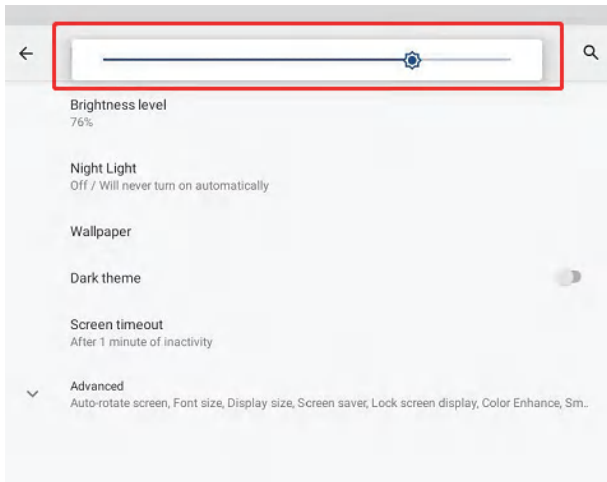 Brightness level
76%
Night Light
Off / Will never turn on automatically
Wallpaper
Dark theme
Screen timeout
After 1 minute of inactivity
Advanced
Auto-rotate screen, Font size, Display size, Screen saver, Lock screen display, Color Enhance, Sm..